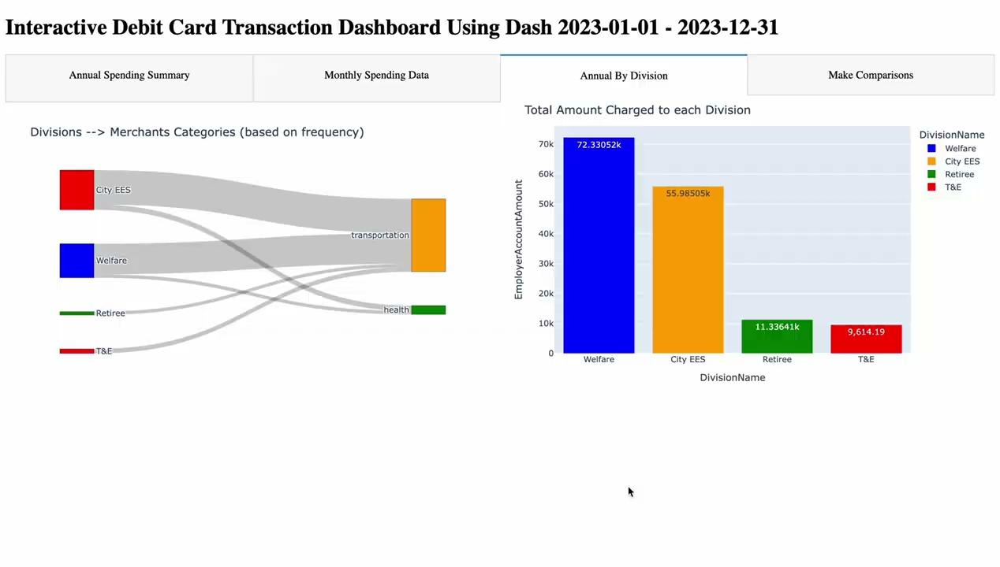 Interactive Debit Card Transaction Dashboard Using Dash 2023-01-01 - 2023-12-31
Annual Spending Summary
Monthly Spending Data
Annual By Division
Make Comparisons
Divisions --> Merchants Categories (based on frequency)
City EES
Welfare
Retiree
T&E
transportation
health
Total Amount Charged to each Division
EmployerAccountAmount
70k
60k
50k
40k
30k
20k
10k
0
72.33052k
55.98505k
11.33641k
9,614.19
Welfare
City EES
Retiree
T&E
DivisionName
DivisionName
Welfare
City EES
Retiree
T&E